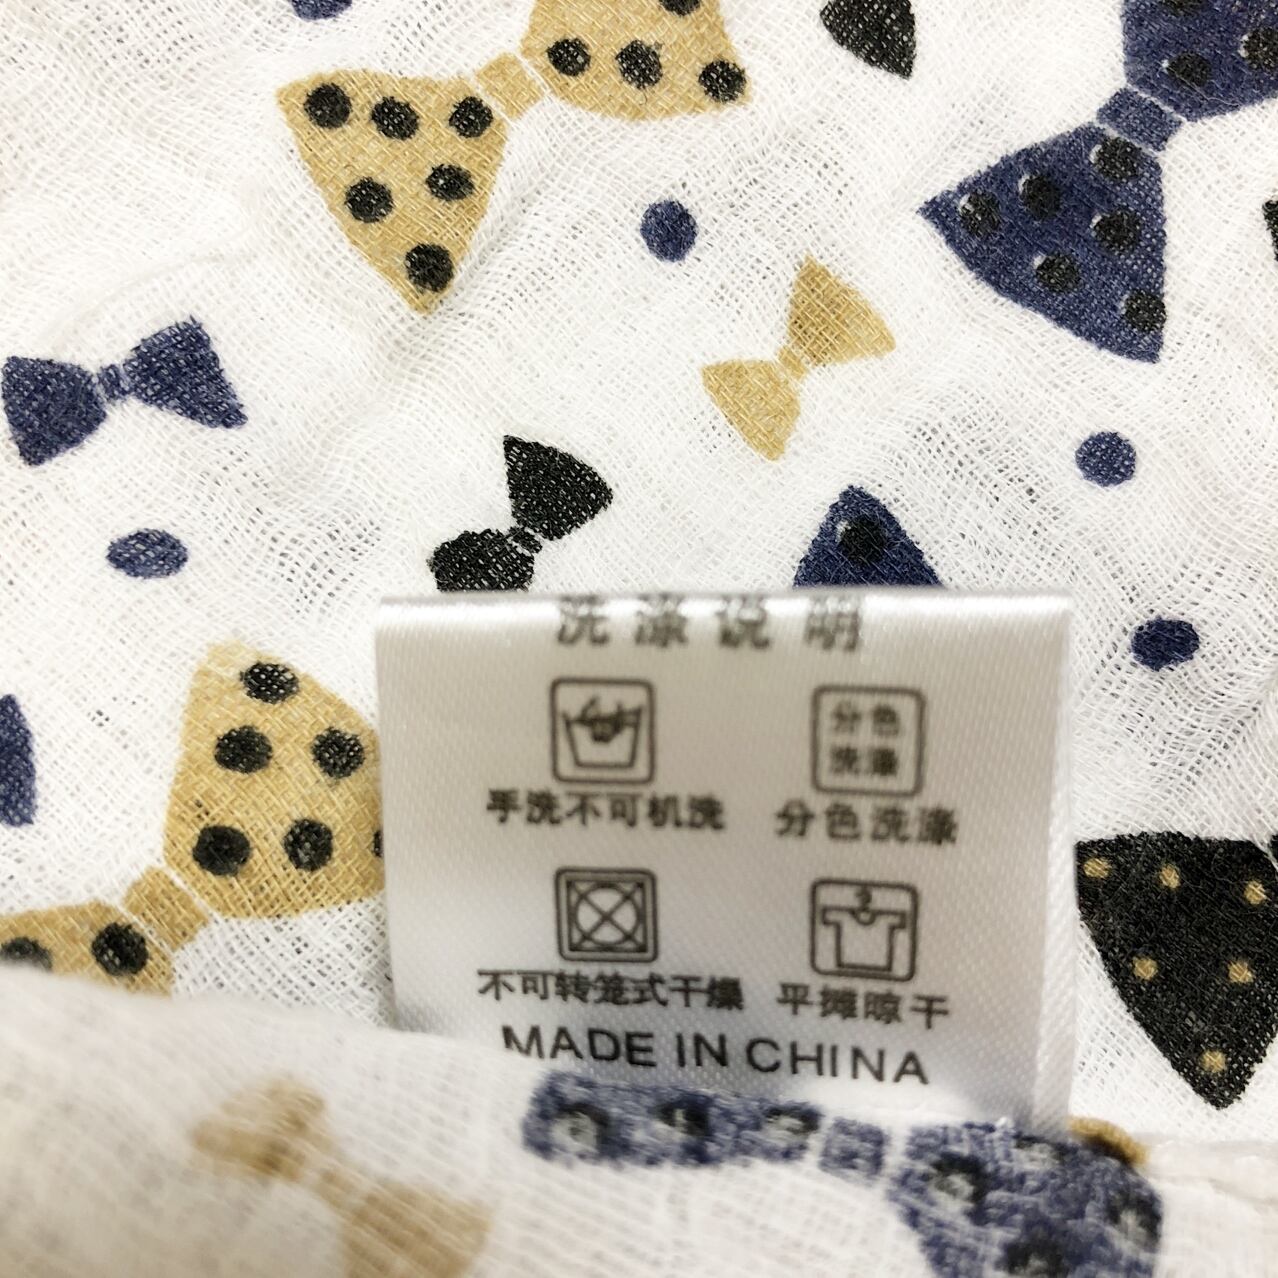 洗涤说明
分色
洗涤
手洗不可机洗 分色洗涤
不可转笼式干燥 平摊晾干
MADE IN CHINA